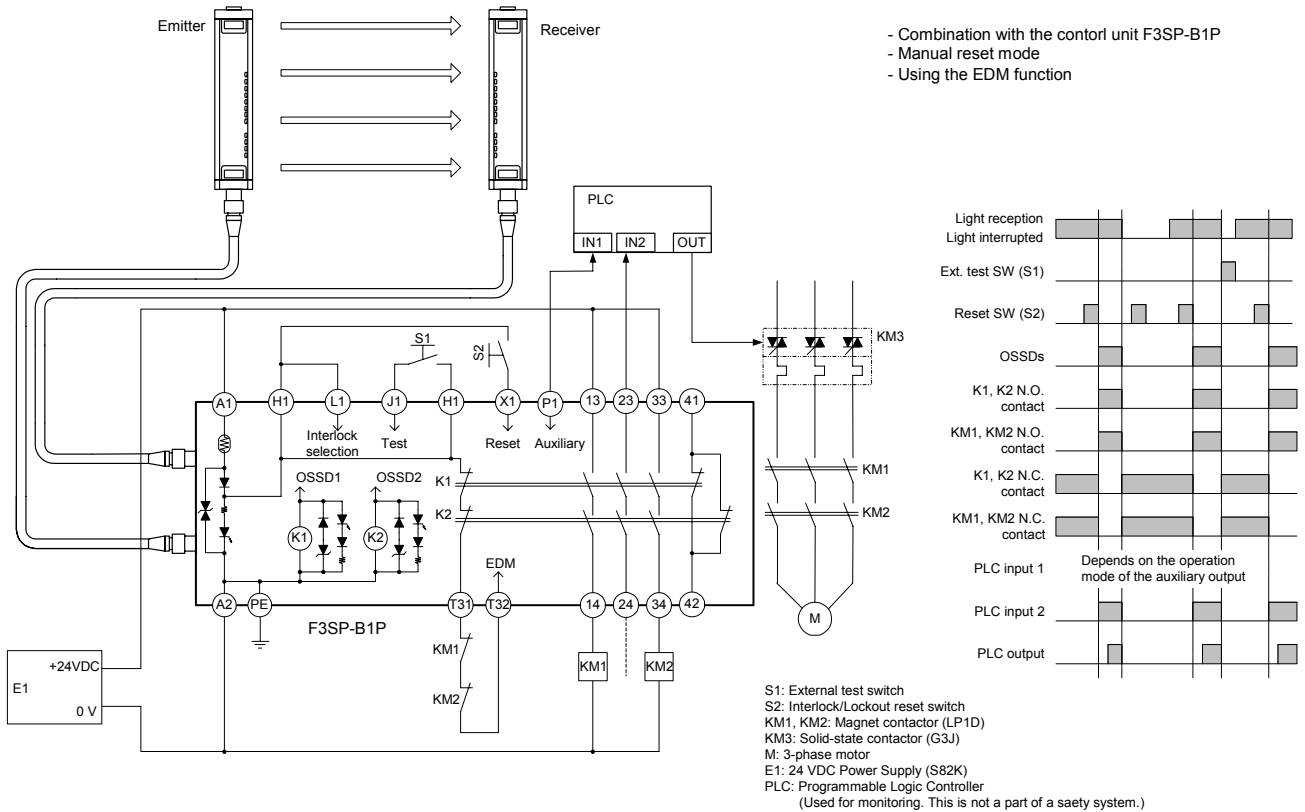 Emitter
Receiver
- Combination with the contorl unit F3SP-B1P
- Manual reset mode
- Using the EDM function
PLC
IN1 IN2 OUT
KM3
S1
S2
A1 H1 L1 J1 H1 X1 P1 13 23 33 41
Interlock
selection
Test
Reset
Auxiliary
OSSD1
OSSD2
K1
K2
K1
K2
KM1
KM2
EDM
A2 PE T31 T32 14 24 34 42
F3SP-B1P
M
KM1
KM2
KM1
KM2
E1
+24VDC
0 V
Light reception
Light interrupted
Ext. test SW (S1)
Reset SW (S2)
OSSDs
K1, K2 N.O.
contact
KM1, KM2 N.O.
contact
K1, K2 N.C.
contact
KM1, KM2 N.C.
contact
PLC input 1
Depends on the operation
mode of the auxiliary output
PLC input 2
PLC output
S1: External test switch
S2: Interlock/Lockout reset switch
KM1, KM2: Magnet contactor (LP1D)
KM3: Solid-state contactor (G3J)
M: 3-phase motor
E1: 24 VDC Power Supply (S82K)
PLC: Programmable Logic Controller
(Used for monitoring. This is not a part of a saety system.)